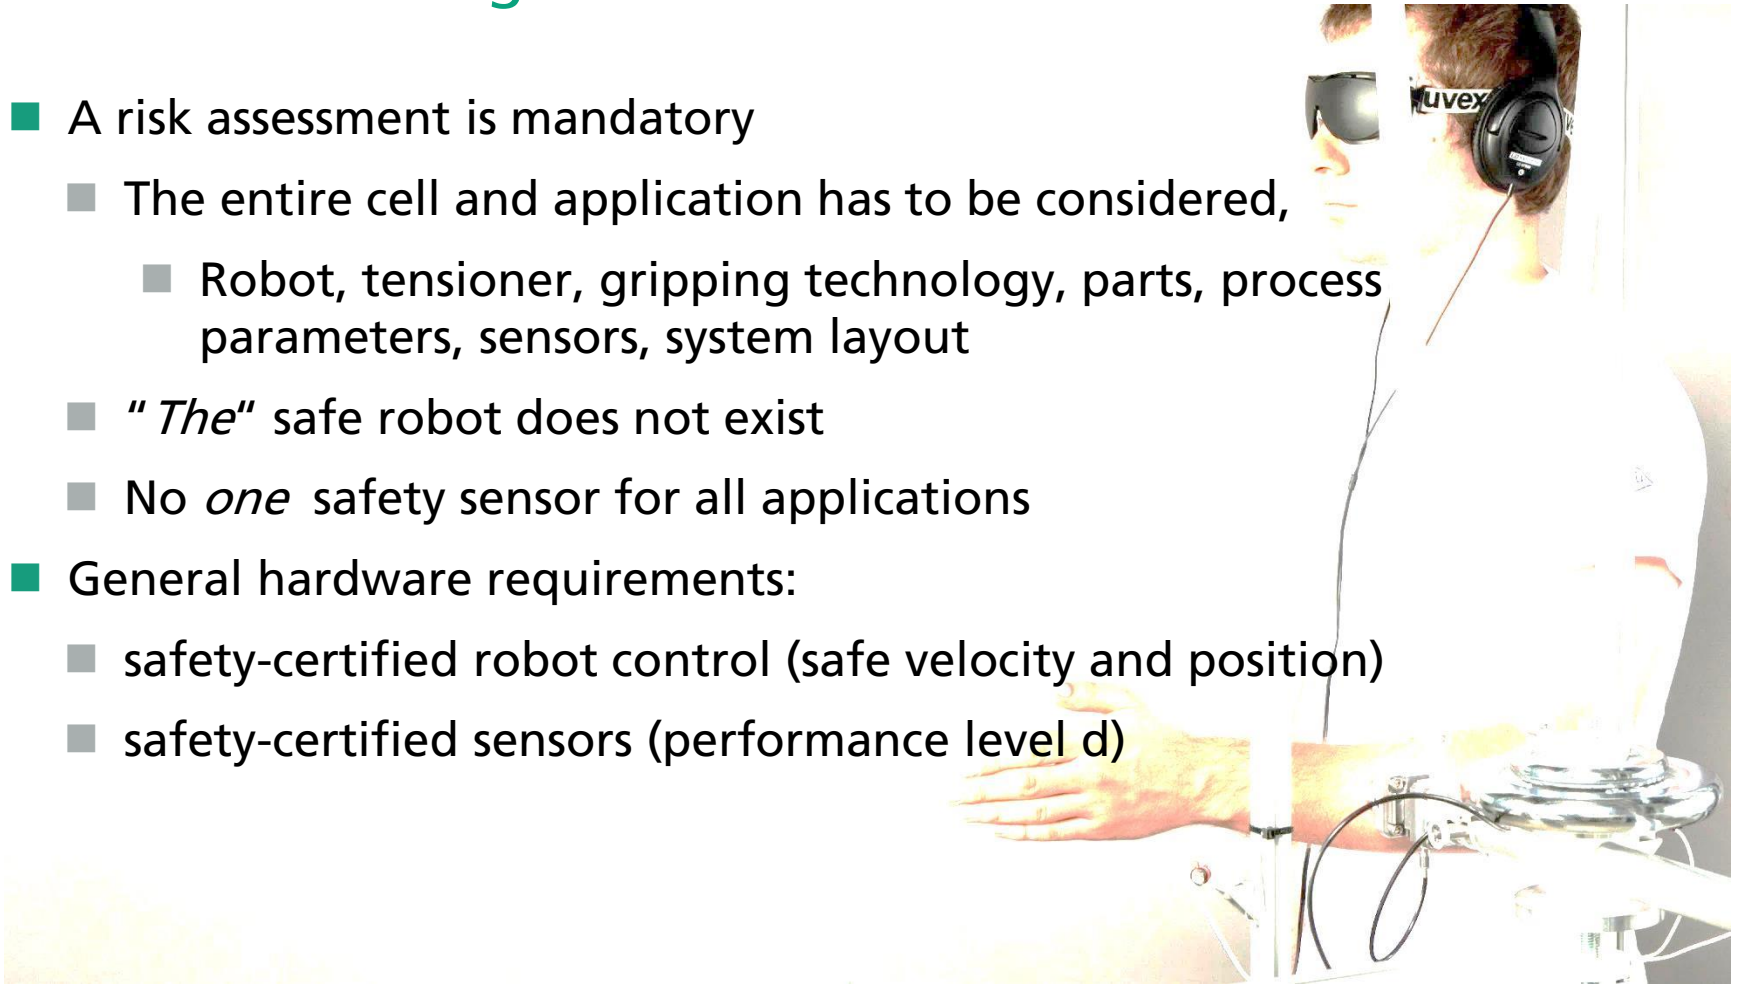 A risk assessment is mandatory
The entire cell and application has to be considered,
Robot, tensioner, gripping technology, parts, process
parameters, sensors, system layout
“The“ safe robot does not exist
No one safety sensor for all applications
General hardware requirements:
safety-certified robot control (safe velocity and position)
safety-certified sensors (performance level d)
uvex